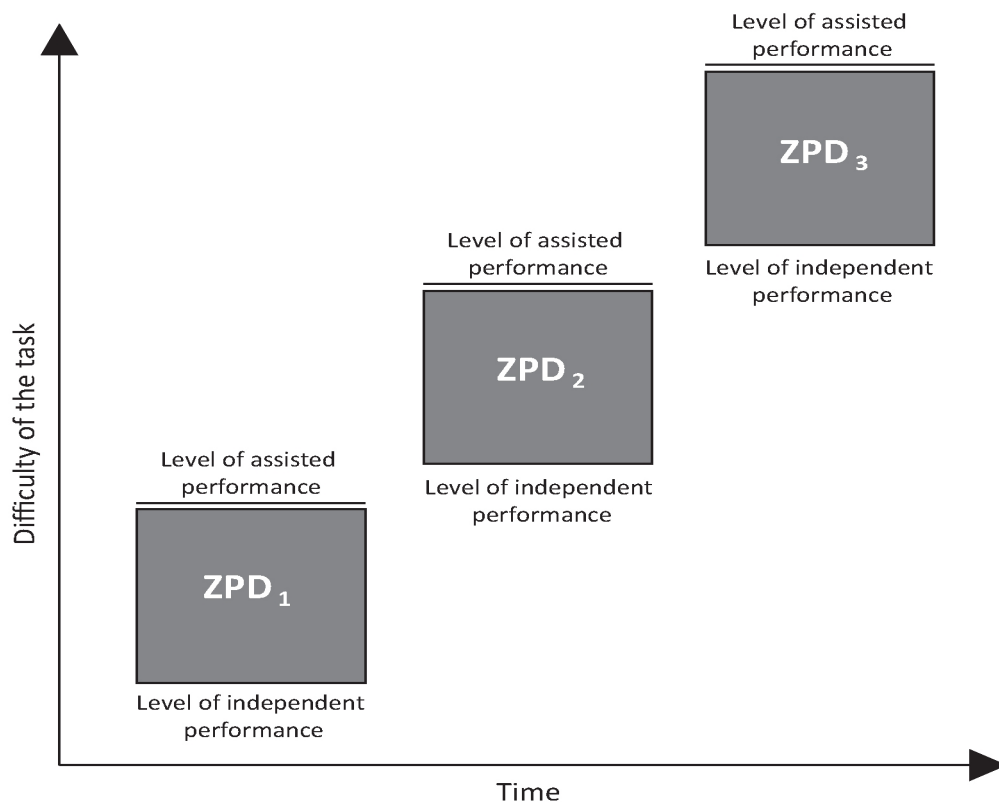 Level of assisted
performance
ZPD 3
Level of independent
performance
Level of assisted
performance
ZPD 2
Level of independent
performance
Level of assisted
performance
ZPD 1
Level of independent
performance
Difficulty of the task
Time